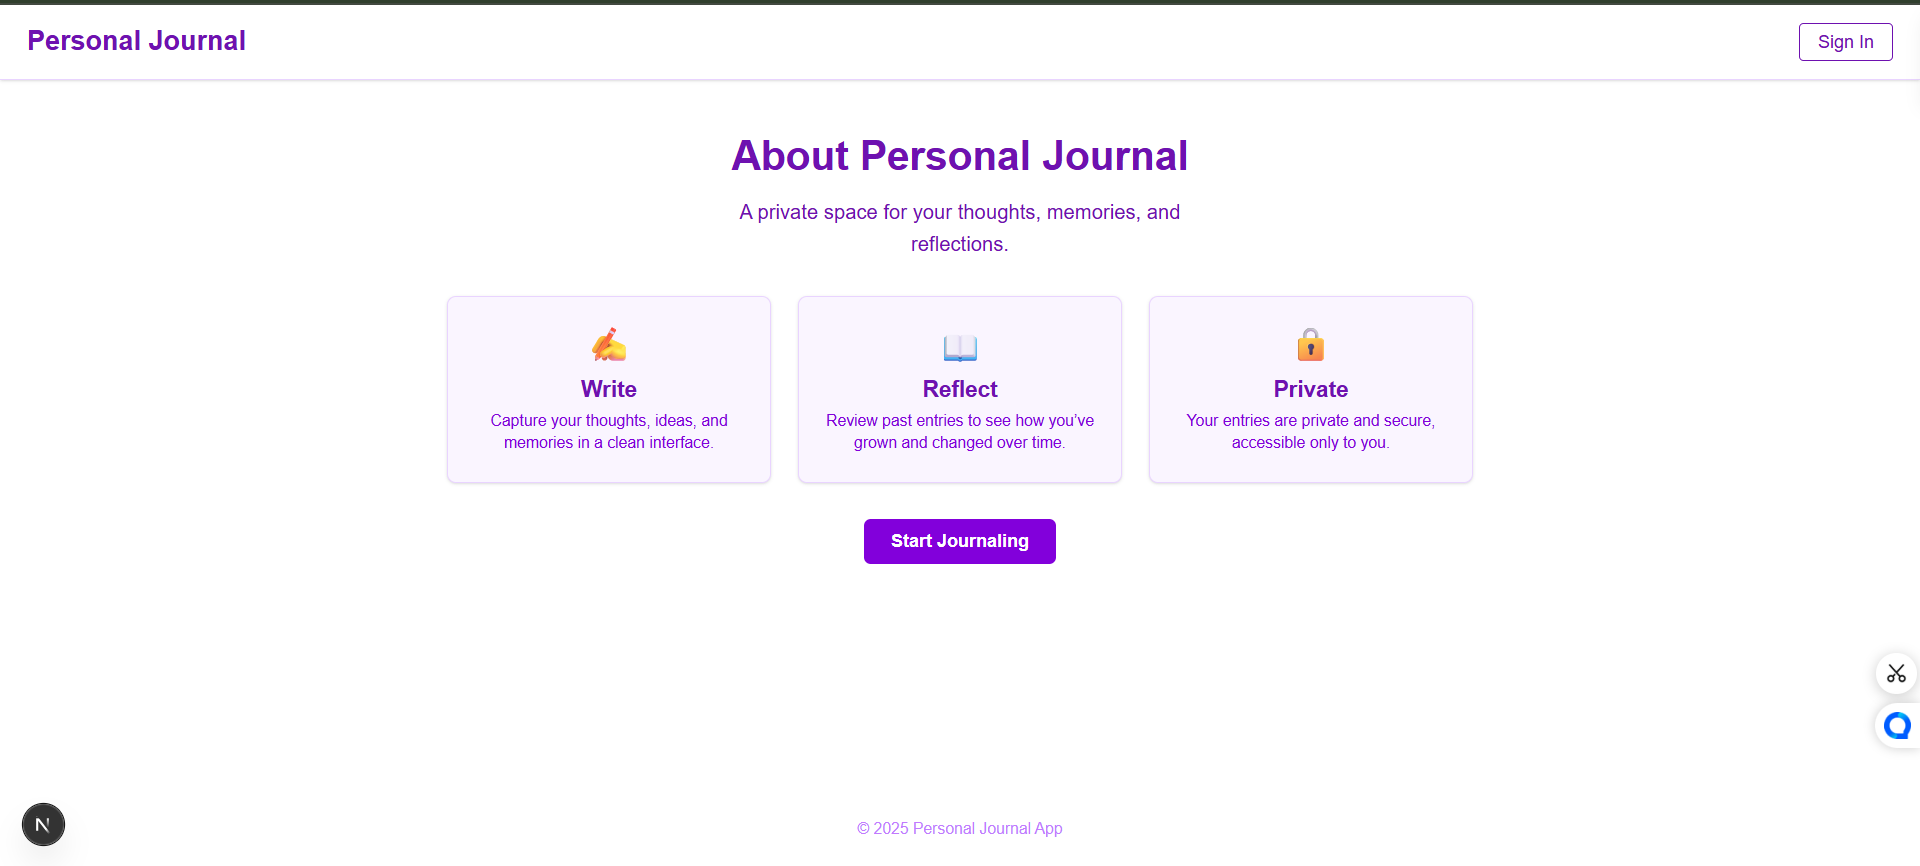 Personal Journal
Sign In
About Personal Journal
A private space for your thoughts, memories, and
reflections.
Write
Capture your thoughts, ideas, and
memories in a clean interface.
Reflect
Review past entries to see how you’ve
grown and changed over time.
Private
Your entries are private and secure,
accessible only to you.
Start Journaling
N
© 2025 Personal Journal App